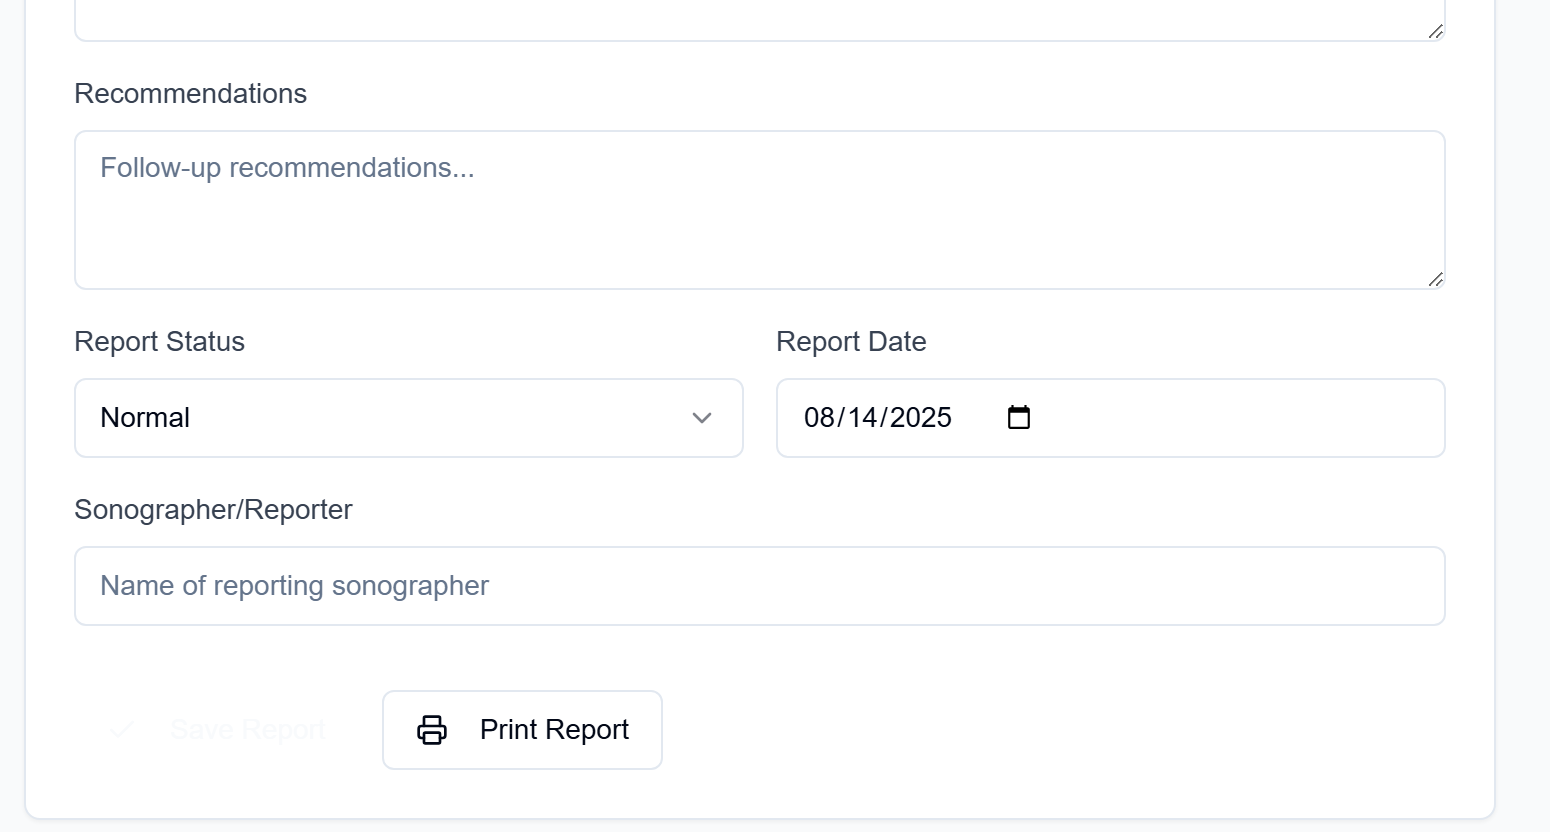 Recommendations
Follow-up recommendations...
Report Status
Report Date
Normal
08/14/2025
Sonographer/Reporter
Name of reporting sonographer
Save Report
Print Report